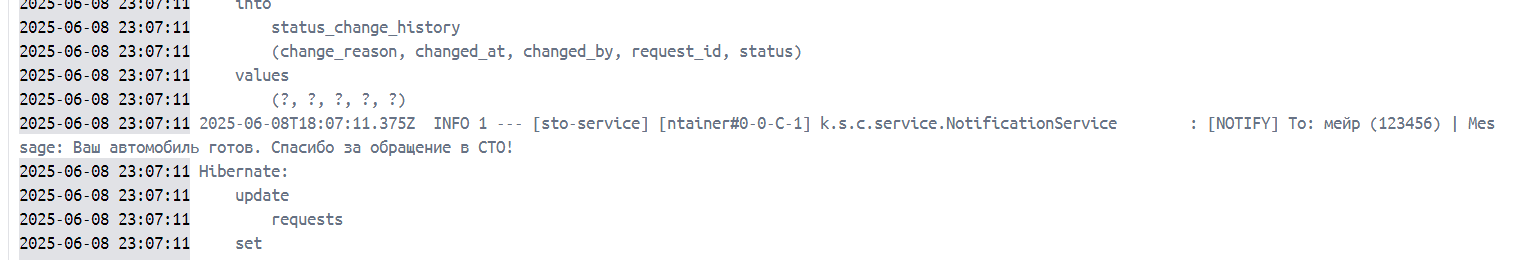 2025-06-08 23:07:11     into
2025-06-08 23:07:11         status_change_history
2025-06-08 23:07:11         (change_reason, changed_at, changed_by, request_id, status)
2025-06-08 23:07:11     values
2025-06-08 23:07:11         (?, ?, ?, ?, ?)
2025-06-08 23:07:11 2025-06-08T18:07:11.375Z  INFO 1 --- [sto-service] [ntainer#0-0-C-1] k.s.c.service.NotificationService        : [NOTIFY] To: мейр (123456) | Mes
sage: Ваш автомобиль готов. Спасибо за обращение в СТО!
2025-06-08 23:07:11 Hibernate:
2025-06-08 23:07:11     update
2025-06-08 23:07:11         requests
2025-06-08 23:07:11     set